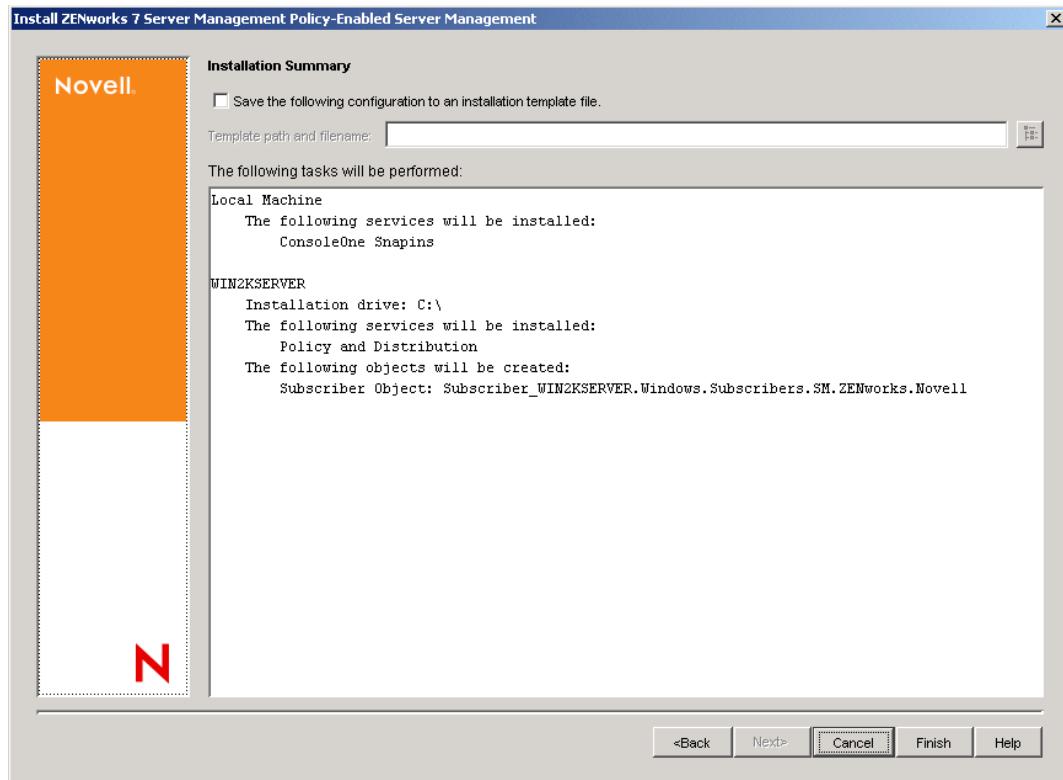 Install ZENworks 7 Server Management Policy-Enabled Server Management
Novell.
Installation Summary
Save the following configuration to an installation template file.
Template path and filename:
The following tasks will be performed:
Local Machine
The following services will be installed:
ConsoleOne Snapins
WIN2KSERVER
Installation drive: C:\
The following services will be installed:
Policy and Distribution
The following objects will be created:
Subscriber Object: Subscriber_WIN2KSERVER.Windows.Subscribers.SM.ZENworks.Novell
N
<Back Next> Cancel Finish Help